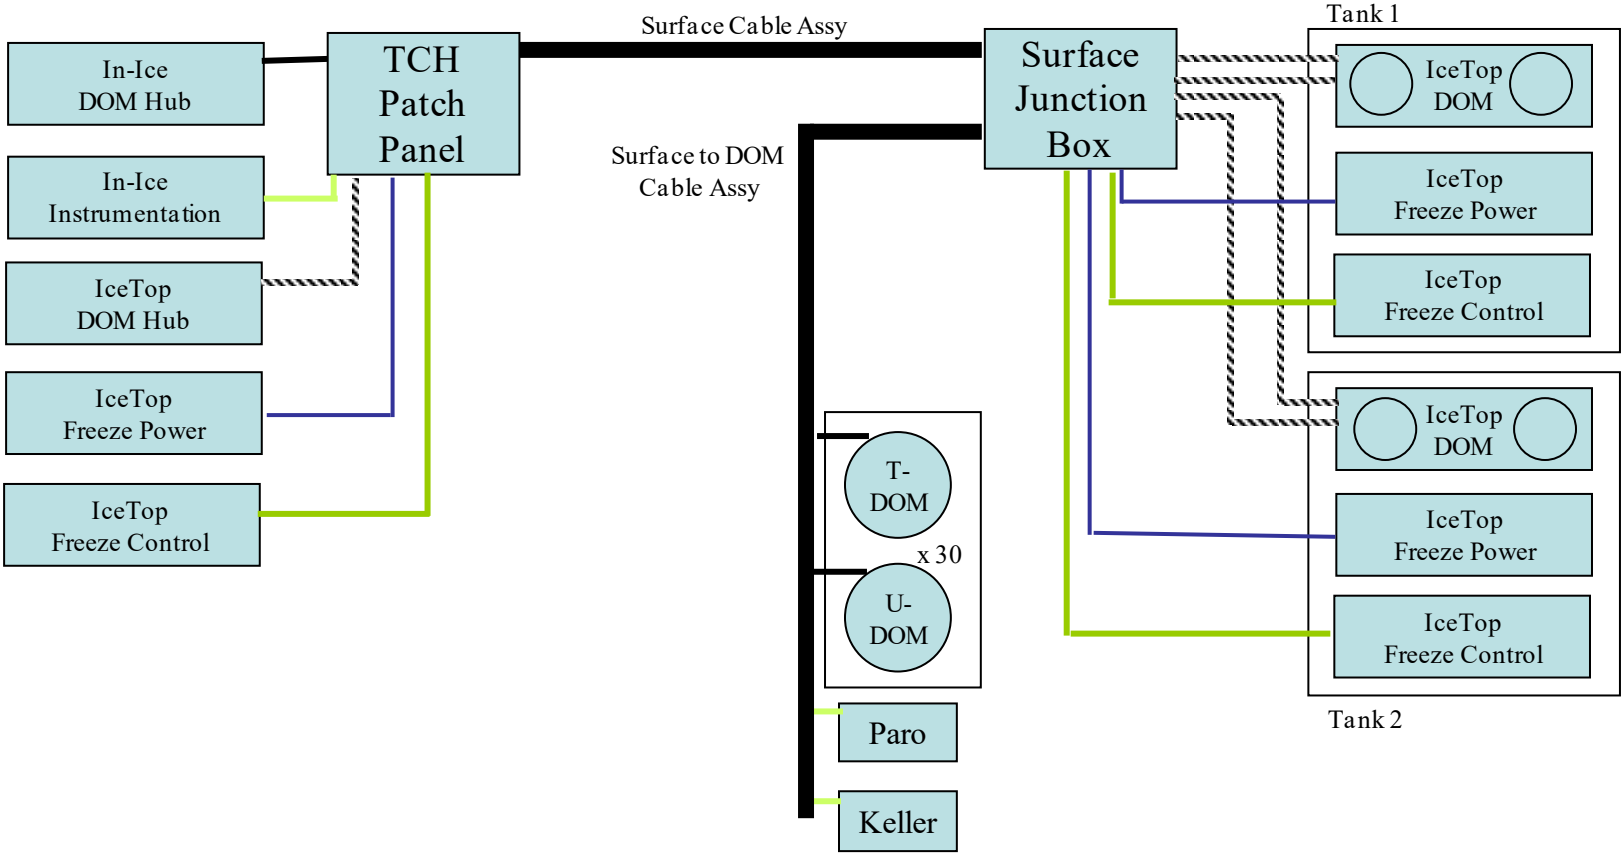 In-Ice
DOM Hub
In-Ice
Instrumentation
IceTop
DOM Hub
IceTop
Freeze Power
IceTop
Freeze Control
TCH
Patch
Panel
Surface Cable Assy
Surface to DOM
Cable Assy
Surface
Junction
Box
T-
DOM
x 30
U-
DOM
Paro
Keller
Tank 1
IceTop
DOM
IceTop
Freeze Power
IceTop
Freeze Control
IceTop
DOM
IceTop
Freeze Power
IceTop
Freeze Control
Tank 2